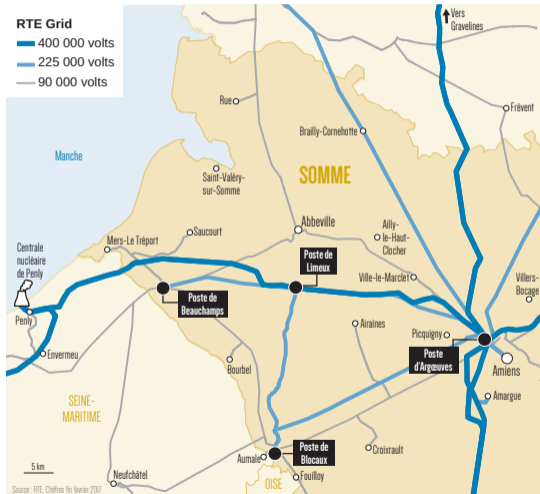 RTE Grid
400 000 volts
225 000 volts
90 000 volts
Vers
Gravelines
Rue
Frévent
Brailly-Cornehotte
Manche
SOMME
Saint-Valéry-
sur-Somme
Abbeville
Ailly-
le-Haut-
Clocher
Saucourt
Mers-Le Tréport
Centrale
nucléaire
de Penly
Poste de
Limeux
Ville-le-Marclet
Villers-
Bocage
Poste de
Beauchamps
Penly
Airaines
Picquigny
Envermeu
Poste
d'Argœuves
Amiens
Bourbel
SEINE-
MARITIME
Amargue
Poste de
Blocaux
Croixrault
Aumale
5 km
Neufchâtel
OISE
Fouilloy
Source : RTE, Chiffres fin février 2017